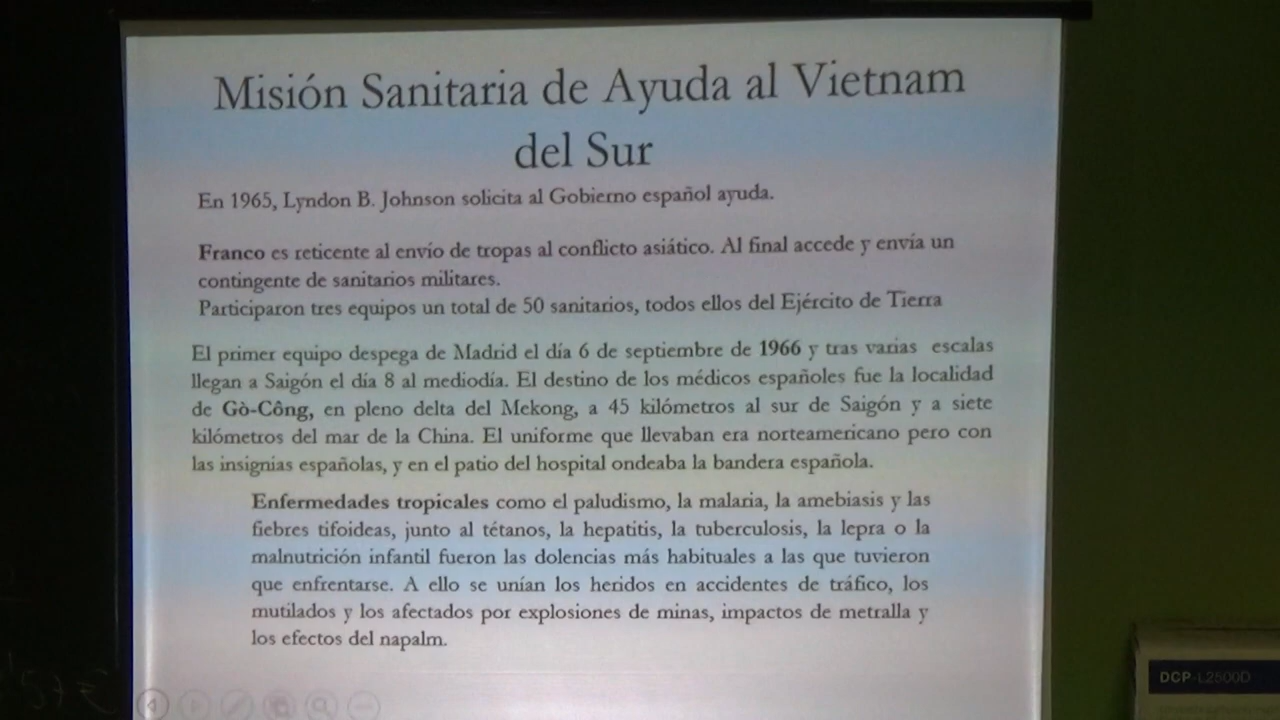 Misión Sanitaria de Ayuda al Vietnam
del Sur
En 1965, Lyndon B. Johnson solicita al Gobierno español ayuda.
Franco es reticente al envío de tropas al conflicto asiático. Al final accede y envía un
contingente de sanitarios militares.
Participaron tres equipos un total de 50 sanitarios, todos ellos del Ejército de Tierra
El primer equipo despega de Madrid el día 6 de septiembre de 1966 y tras varias escalas
llegan a Saigón el día 8 al mediodía. El destino de los médicos españoles fue la localidad
de Gò-Công, en pleno delta del Mekong, a 45 kilómetros al sur de Saigón y a siete
kilómetros del mar de la China. El uniforme que llevaban era norteamericano pero con
las insignias españolas, y en el patio del hospital ondeaba la bandera española.
Enfermedades tropicales como el paludismo, la malaria, la amebiasis y las
fiebres tifoideas, junto al tétanos, la hepatitis, la tuberculosis, la lepra o la
malnutrición infantil fueron las dolencias más habituales a las que tuvieron
que enfrentarse. A ello se unían los heridos en accidentes de tráfico, los
mutilados y los afectados por explosiones de minas, impactos de metralla y
los efectos del napalm.
DCP-L2500D